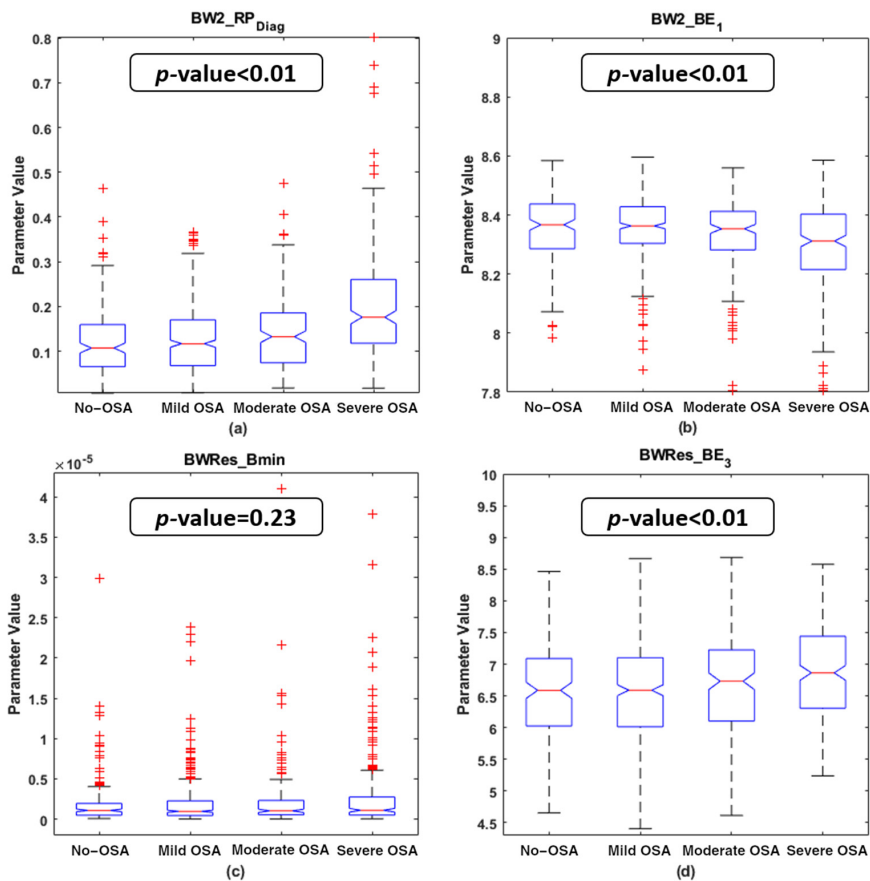 BW2_RP_Diag
p-value<0.01
Parameter Value
0.8
0.7
0.6
0.5
0.4
0.3
0.2
0.1
No-OSA Mild OSA Moderate OSA Severe OSA
(a)
BW2_BE_1
p-value<0.01
Parameter Value
9
8.8
8.6
8.4
8.2
8
7.8
No-OSA Mild OSA Moderate OSA Severe OSA
(b)
BWRes_Bmin
×10^-5
p-value=0.23
Parameter Value
4
3.5
3
2.5
2
1.5
1
0.5
0
No-OSA Mild OSA Moderate OSA Severe OSA
(c)
BWRes_BE_3
p-value<0.01
Parameter Value
10
9.5
9
8.5
8
7.5
7
6.5
6
5.5
5
4.5
No-OSA Mild OSA Moderate OSA Severe OSA
(d)